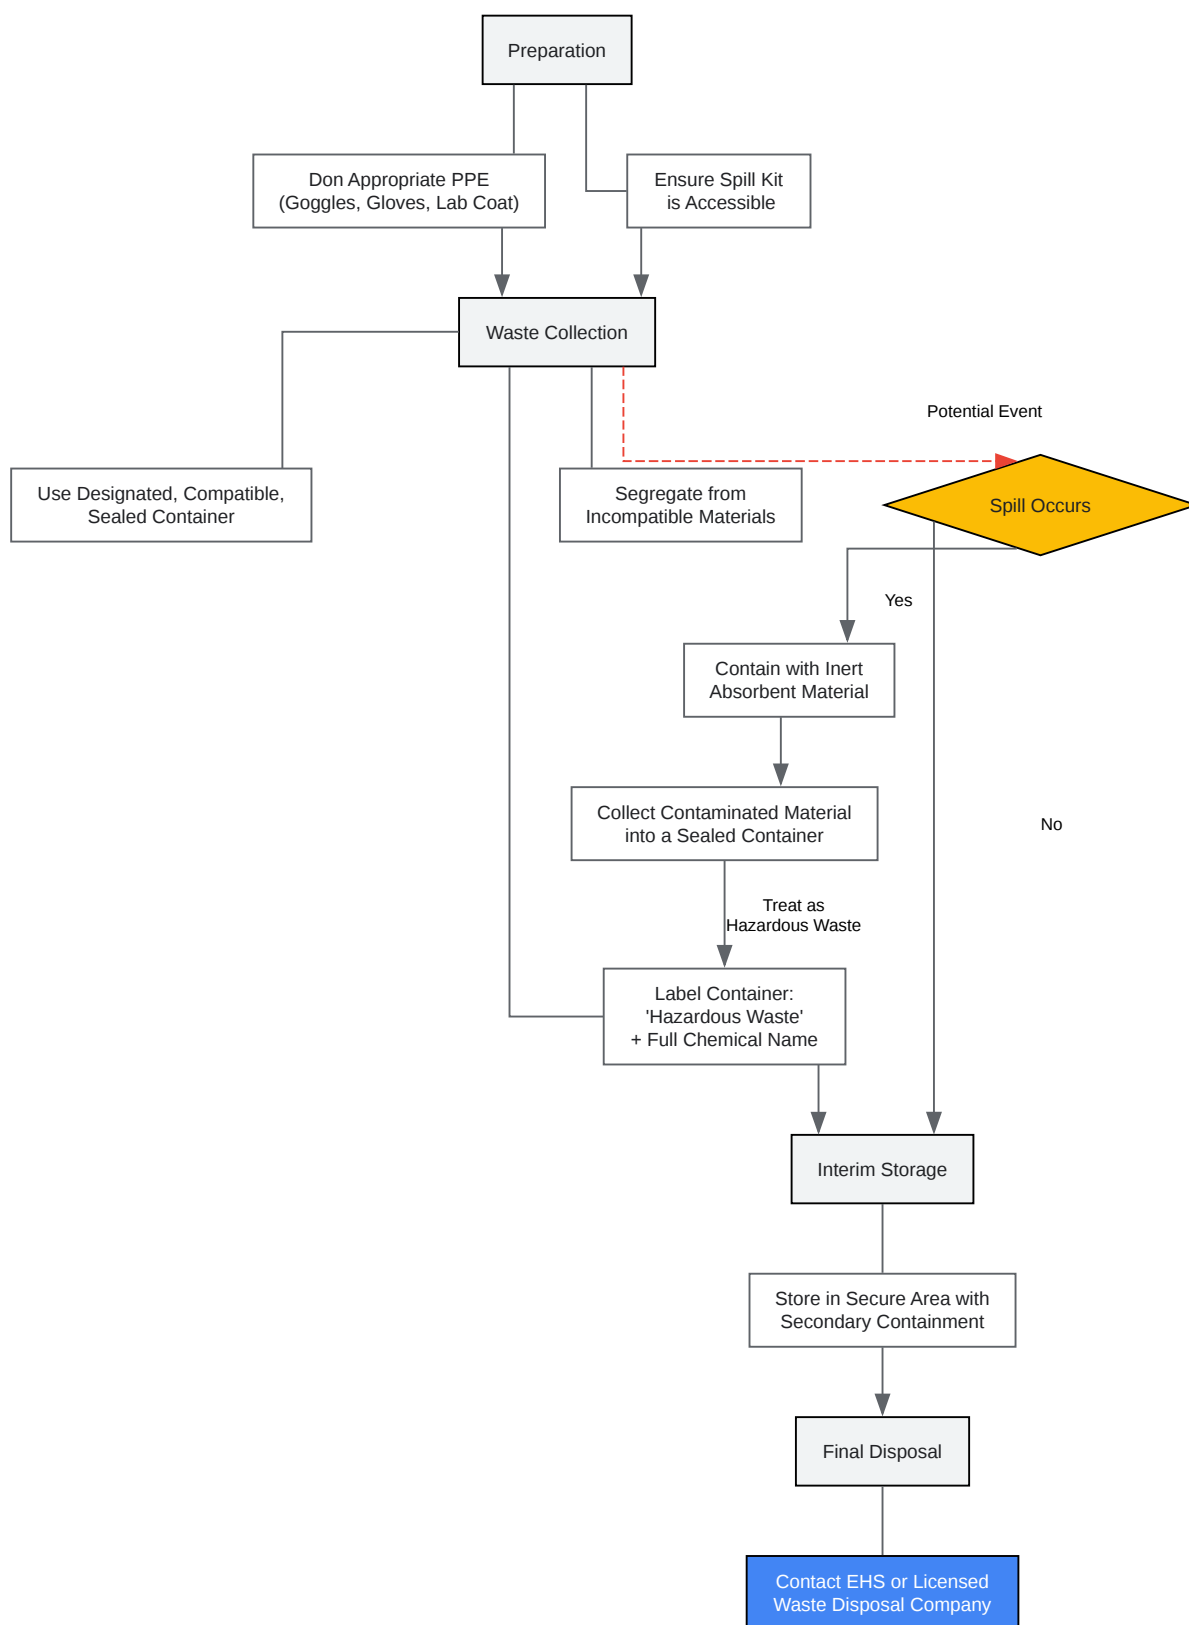 Preparation
Don Appropriate PPE
(Goggles, Gloves, Lab Coat)
Ensure Spill Kit
is Accessible
Waste Collection
Potential Event
Use Designated, Compatible,
Sealed Container
Segregate from
Incompatible Materials
Spill Occurs
Yes
Contain with Inert
Absorbent Material
Collect Contaminated Material
into a Sealed Container
No
Treat as
Hazardous Waste
Label Container:
'Hazardous Waste'
+ Full Chemical Name
Interim Storage
Store in Secure Area with
Secondary Containment
Final Disposal
Contact EHS or Licensed
Waste Disposal Company